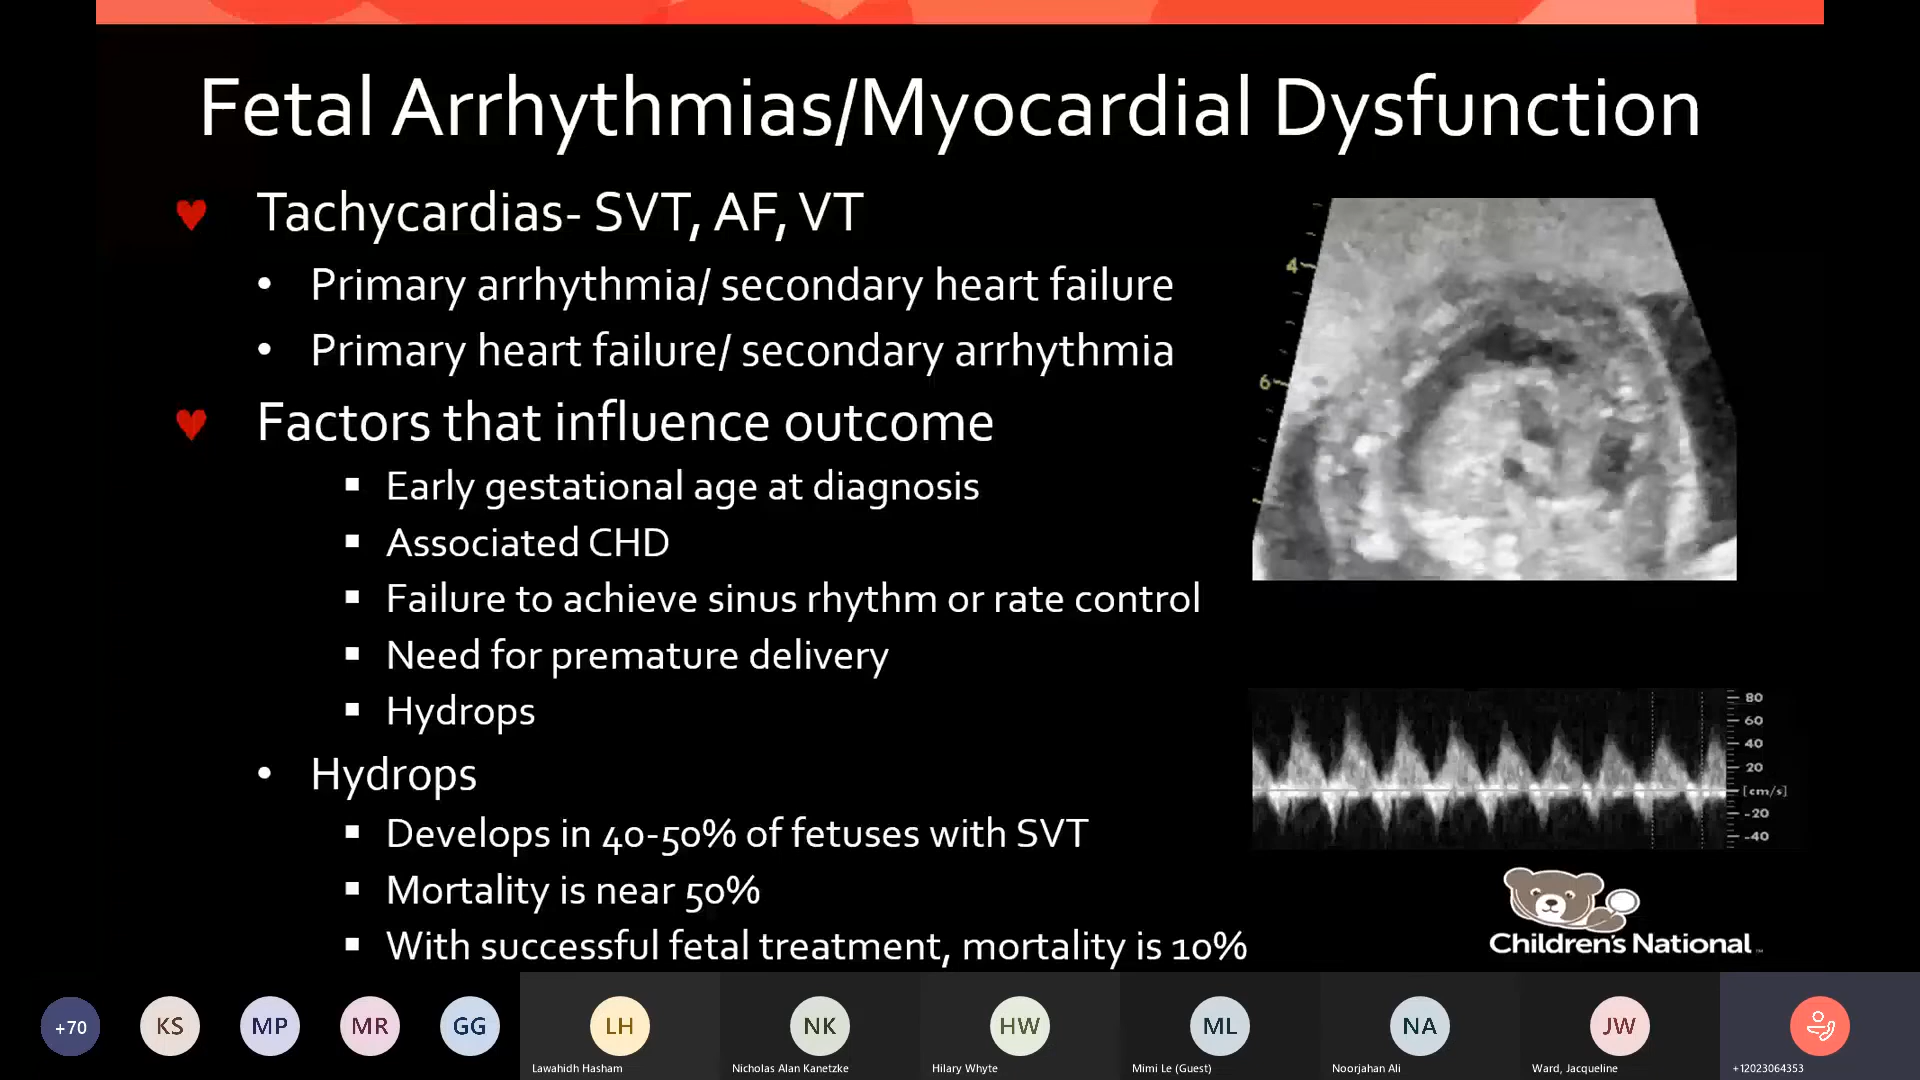 Fetal Arrhythmias/Myocardial Dysfunction
Tachycardias- SVT, AF, VT
• Primary arrhythmia/ secondary heart failure
• Primary heart failure/ secondary arrhythmia
Factors that influence outcome
Early gestational age at diagnosis
Associated CHD
Failure to achieve sinus rhythm or rate control
Need for premature delivery
Hydrops
• Hydrops
Develops in 40-50% of fetuses with SVT
Mortality is near 50%
With successful fetal treatment, mortality is 10%
4
6
80
60
40
20
[cm/s]
-20
-40
Children's National™
+70 KS MP MR GG LH NK HW ML NA JW
Lawahidh Hasham Nicholas Alan Kanetzke Hilary Whyte Mimi Le (Guest) Noorjahan Ali Ward, Jacqueline +12023064353